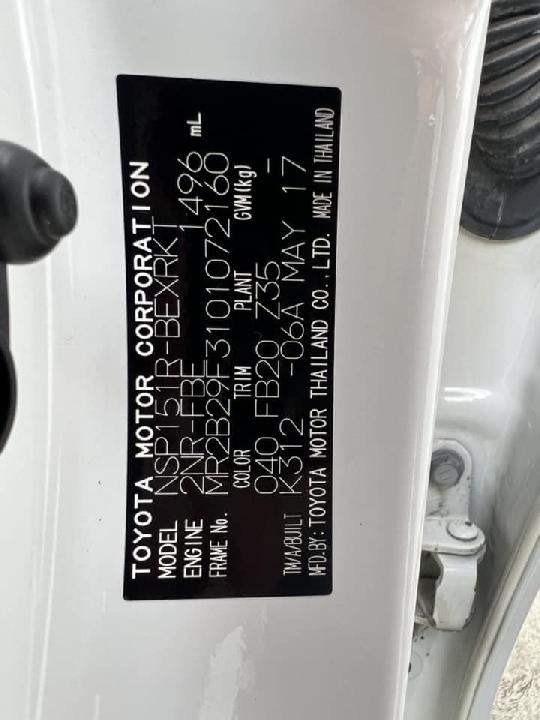 TOYOTA MOTOR CORPORATION
MODEL NSP151R-BEXRKT
ENGINE 2NR-FBE 1496 mL
FRAME No. MR2B29F3101072160
COLOR TRIM PLANT GVM(kg)
040 FB20 Z35 -
TM/A/BUILT K312 -06A MAY 17
MFD.BY: TOYOTA MOTOR THAILAND CO.,LTD. MADE IN THAILAND